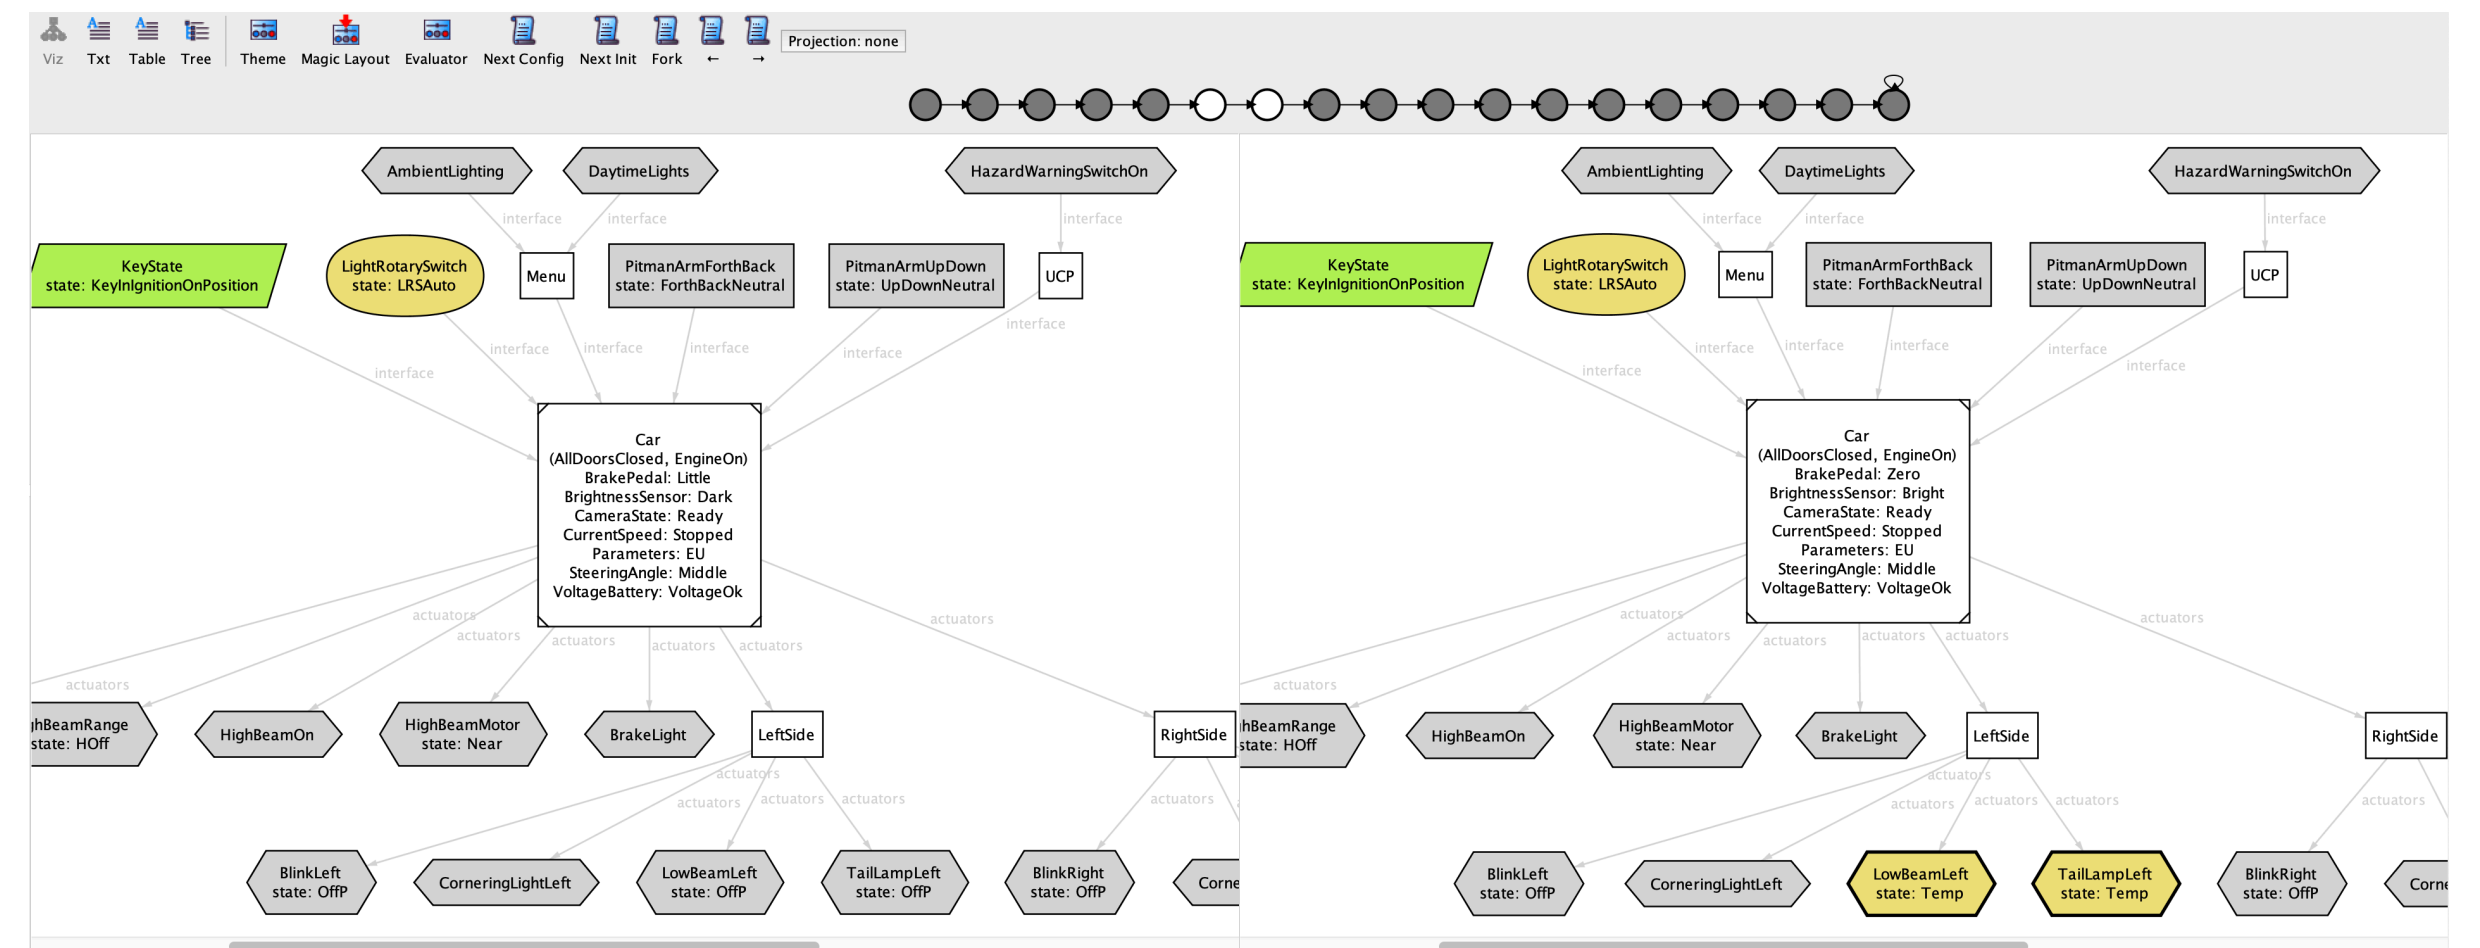 Viz
Txt
Table
Tree
Theme
Magic Layout
Evaluator
Next Config
Next Init
Fork
←
→
Projection: none
AmbientLighting
DaytimeLights
HazardWarningSwitchOn
interface
interface
interface
KeyState
state: KeyInIgnitionOnPosition
LightRotarySwitch
state: LRSAuto
Menu
PitmanArmForthBack
state: ForthBackNeutral
PitmanArmUpDown
state: UpDownNeutral
UCP
interface
interface
interface
interface
interface
interface
Car
(AllDoorsClosed, EngineOn)
BrakePedal: Little
BrightnessSensor: Dark
CameraState: Ready
CurrentSpeed: Stopped
Parameters: EU
SteeringAngle: Middle
VoltageBattery: VoltageOk
actuators
actuators
actuators
actuators
actuators
actuators
actuators
ghBeamRange
state: HOff
HighBeamOn
HighBeamMotor
state: Near
BrakeLight
LeftSide
RightSide
actuators
actuators
actuators
actuators
actuators
BlinkLeft
state: OffP
CorneringLightLeft
LowBeamLeft
state: OffP
TailLampLeft
state: OffP
BlinkRight
state: OffP
Corne
AmbientLighting
DaytimeLights
HazardWarningSwitchOn
interface
interface
interface
KeyState
state: KeyInIgnitionOnPosition
LightRotarySwitch
state: LRSAuto
Menu
PitmanArmForthBack
state: ForthBackNeutral
PitmanArmUpDown
state: UpDownNeutral
UCP
interface
interface
interface
interface
interface
interface
Car
(AllDoorsClosed, EngineOn)
BrakePedal: Zero
BrightnessSensor: Bright
CameraState: Ready
CurrentSpeed: Stopped
Parameters: EU
SteeringAngle: Middle
VoltageBattery: VoltageOk
actuators
actuators
actuators
actuators
actuators
actuators
actuators
ghBeamRange
state: HOff
HighBeamOn
HighBeamMotor
state: Near
BrakeLight
LeftSide
RightSide
actuators
actuators
actuators
actuators
actuators
BlinkLeft
state: OffP
CorneringLightLeft
LowBeamLeft
state: Temp
TailLampLeft
state: Temp
BlinkRight
state: OffP
Corne